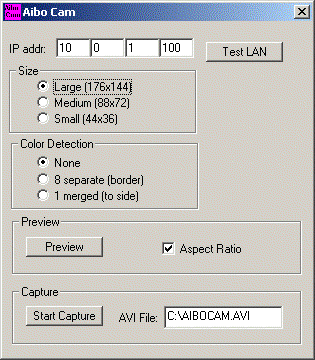 Aibo Cam Aibo Cam
IP addr: 10 0 1 100 Test LAN
Size
Large (176x144)
Medium (88x72)
Small (44x36)
Color Detection
None
8 separate (border)
1 merged (to side)
Preview
Preview Aspect Ratio
Capture
Start Capture AVI File: C:\AIBOCAM.AVI